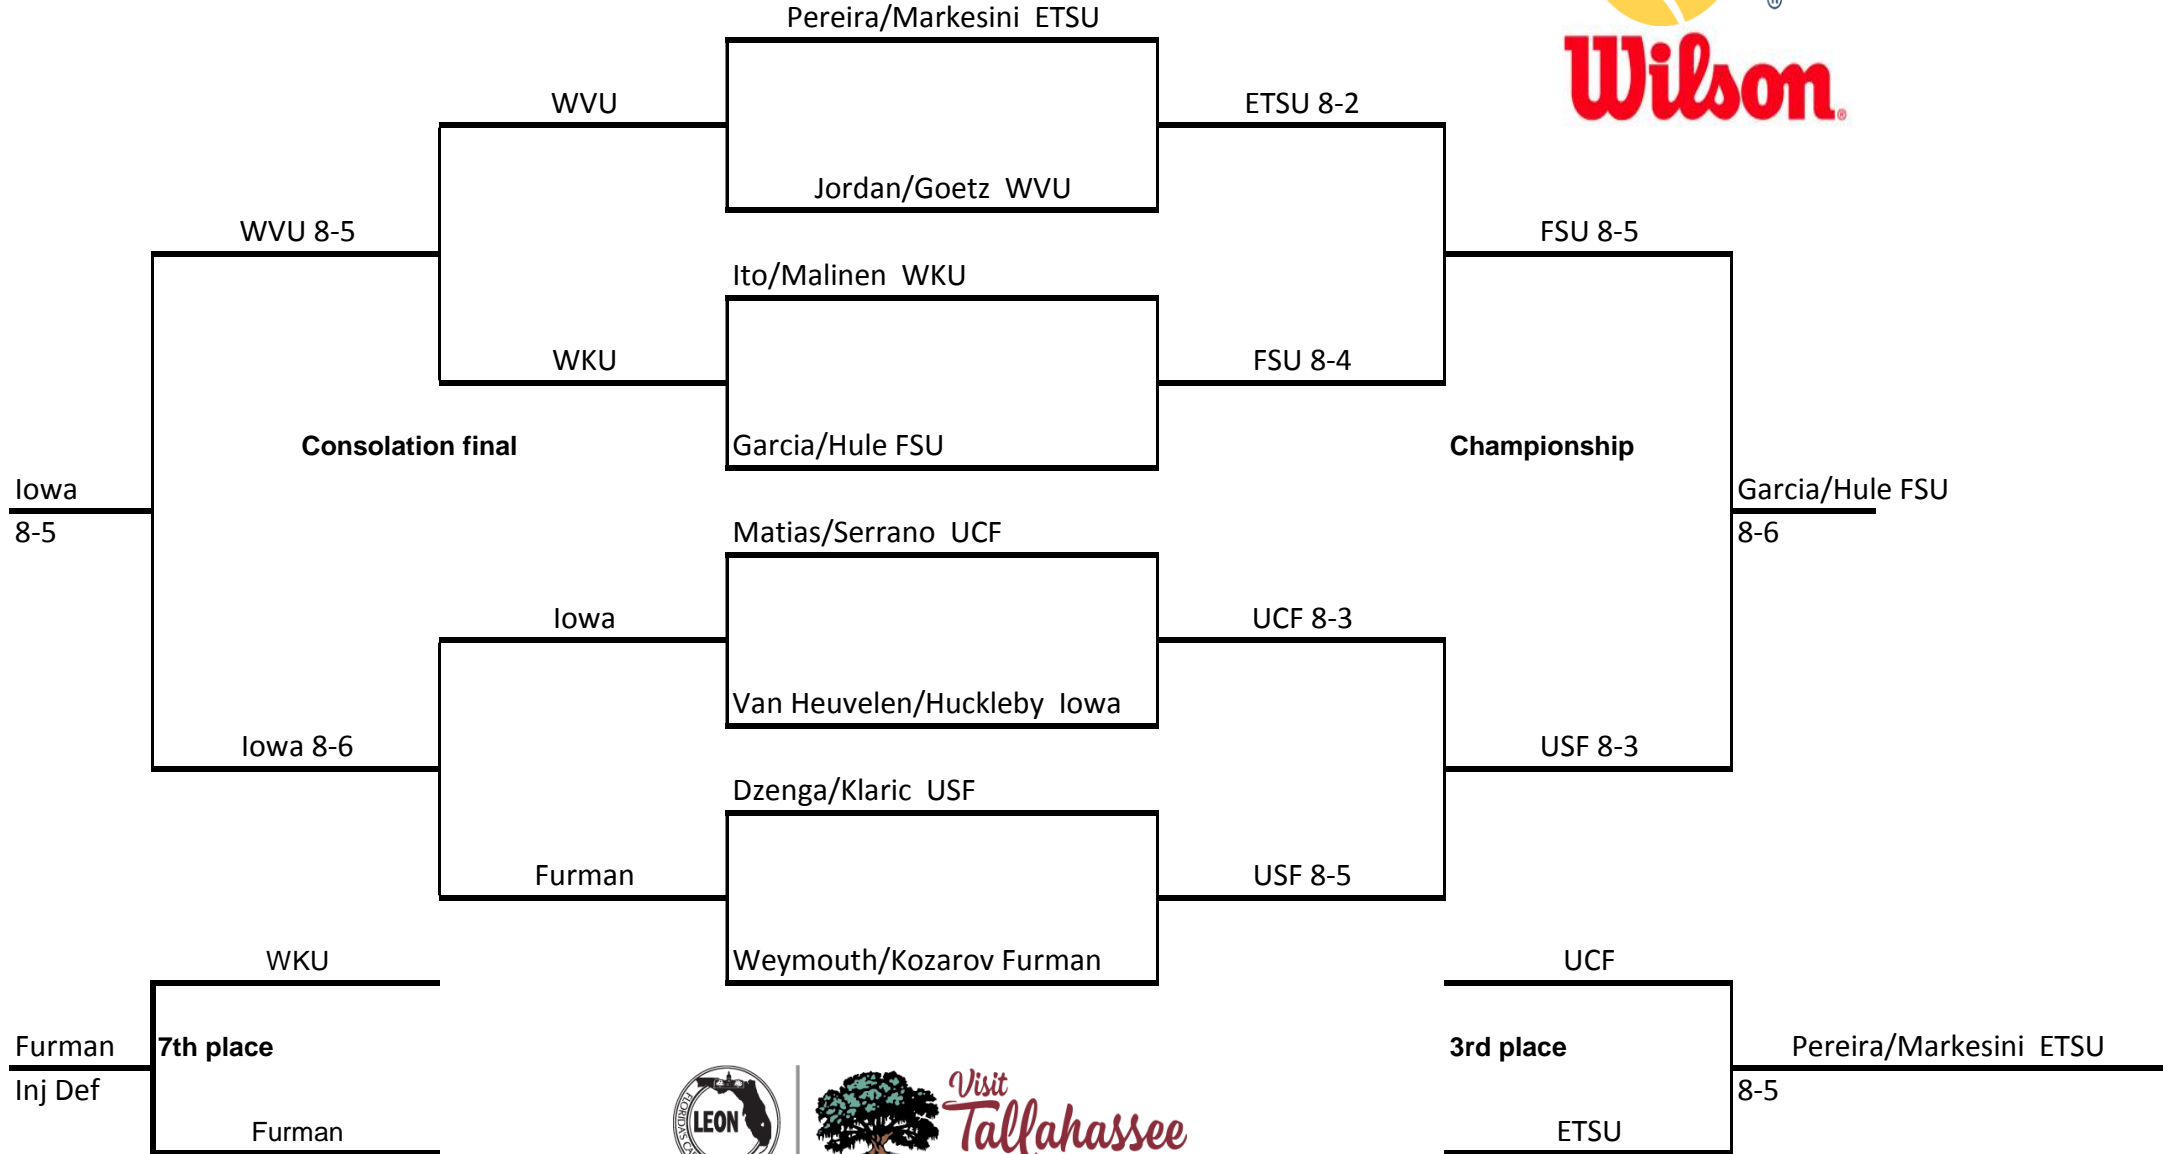 Pereira/Markesini ETSU
Wilson
WVU
ETSU 8-2
Jordan/Goetz WVU
WVU 8-5
FSU 8-5
Ito/Malinen WKU
WKU
FSU 8-4
Consolation final
Garcia/Hule FSU
Championship
Iowa
8-5
Garcia/Hule FSU
8-6
Matias/Serrano UCF
Iowa
UCF 8-3
Van Heuvelen/Huckleby Iowa
Iowa 8-6
USF 8-3
Dzenga/Klaric USF
Furman
USF 8-5
WKU
Weymouth/Kozarov Furman
UCF
Furman
7th place
3rd place
Pereira/Markesini ETSU
Inj Def
8-5
LEON
Visit
Tallahassee
Furman
ETSU